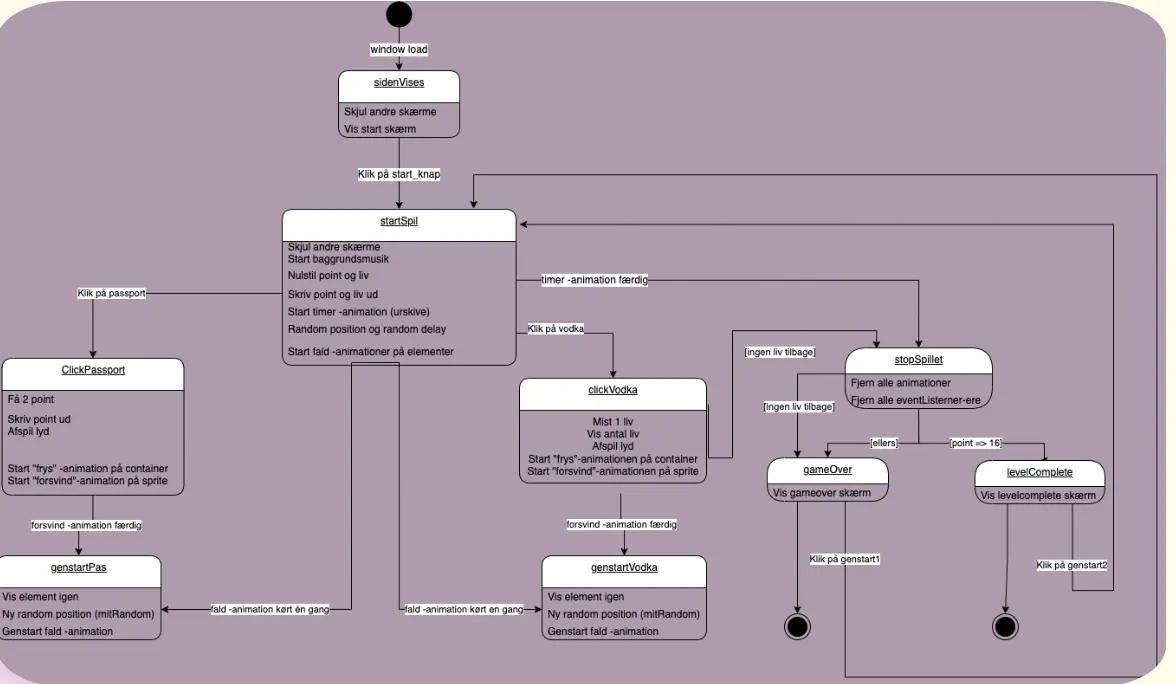 window load
sidenVises
Skjul andre skærme
Vis start skærm
Klik på start_knap
startSpil
Skjul andre skærme
Start baggrundsmusik
Nulstil point og liv
Skriv point og liv ud
Start timer -animation (urskive)
Random position og random delay
Start fald -animationer på elementer
Klik på passport
ClickPassport
Få 2 point
Skriv point ud
Afspil lyd
Start "frys" -animation på container
Start "forsvind"-animation på sprite
forsvind -animation færdig
genstartPas
Vis element igen
Ny random position (mitRandom)
Genstart fald -animation
fald -animation kørt én gang
fald -animation kørt en gang
timer -animation færdig
Klik på vodka
clickVodka
Mist 1 liv
Vis antal liv
Afspil lyd
Start "frys"-animationen på container
Start "forsvind"-animationen på sprite
forsvind -animation færdig
genstartVodka
Vis element igen
Ny random position (mitRandom)
Genstart fald -animation
[ingen liv tilbage]
stopSpillet
Fjern alle animationer
Fjern alle eventListerner-ere
[ingen liv tilbage]
[ellers]
[point => 16]
gameOver
Vis gameover skærm
levelComplete
Vis levelcomplete skærm
Klik på genstart1
Klik på genstart2